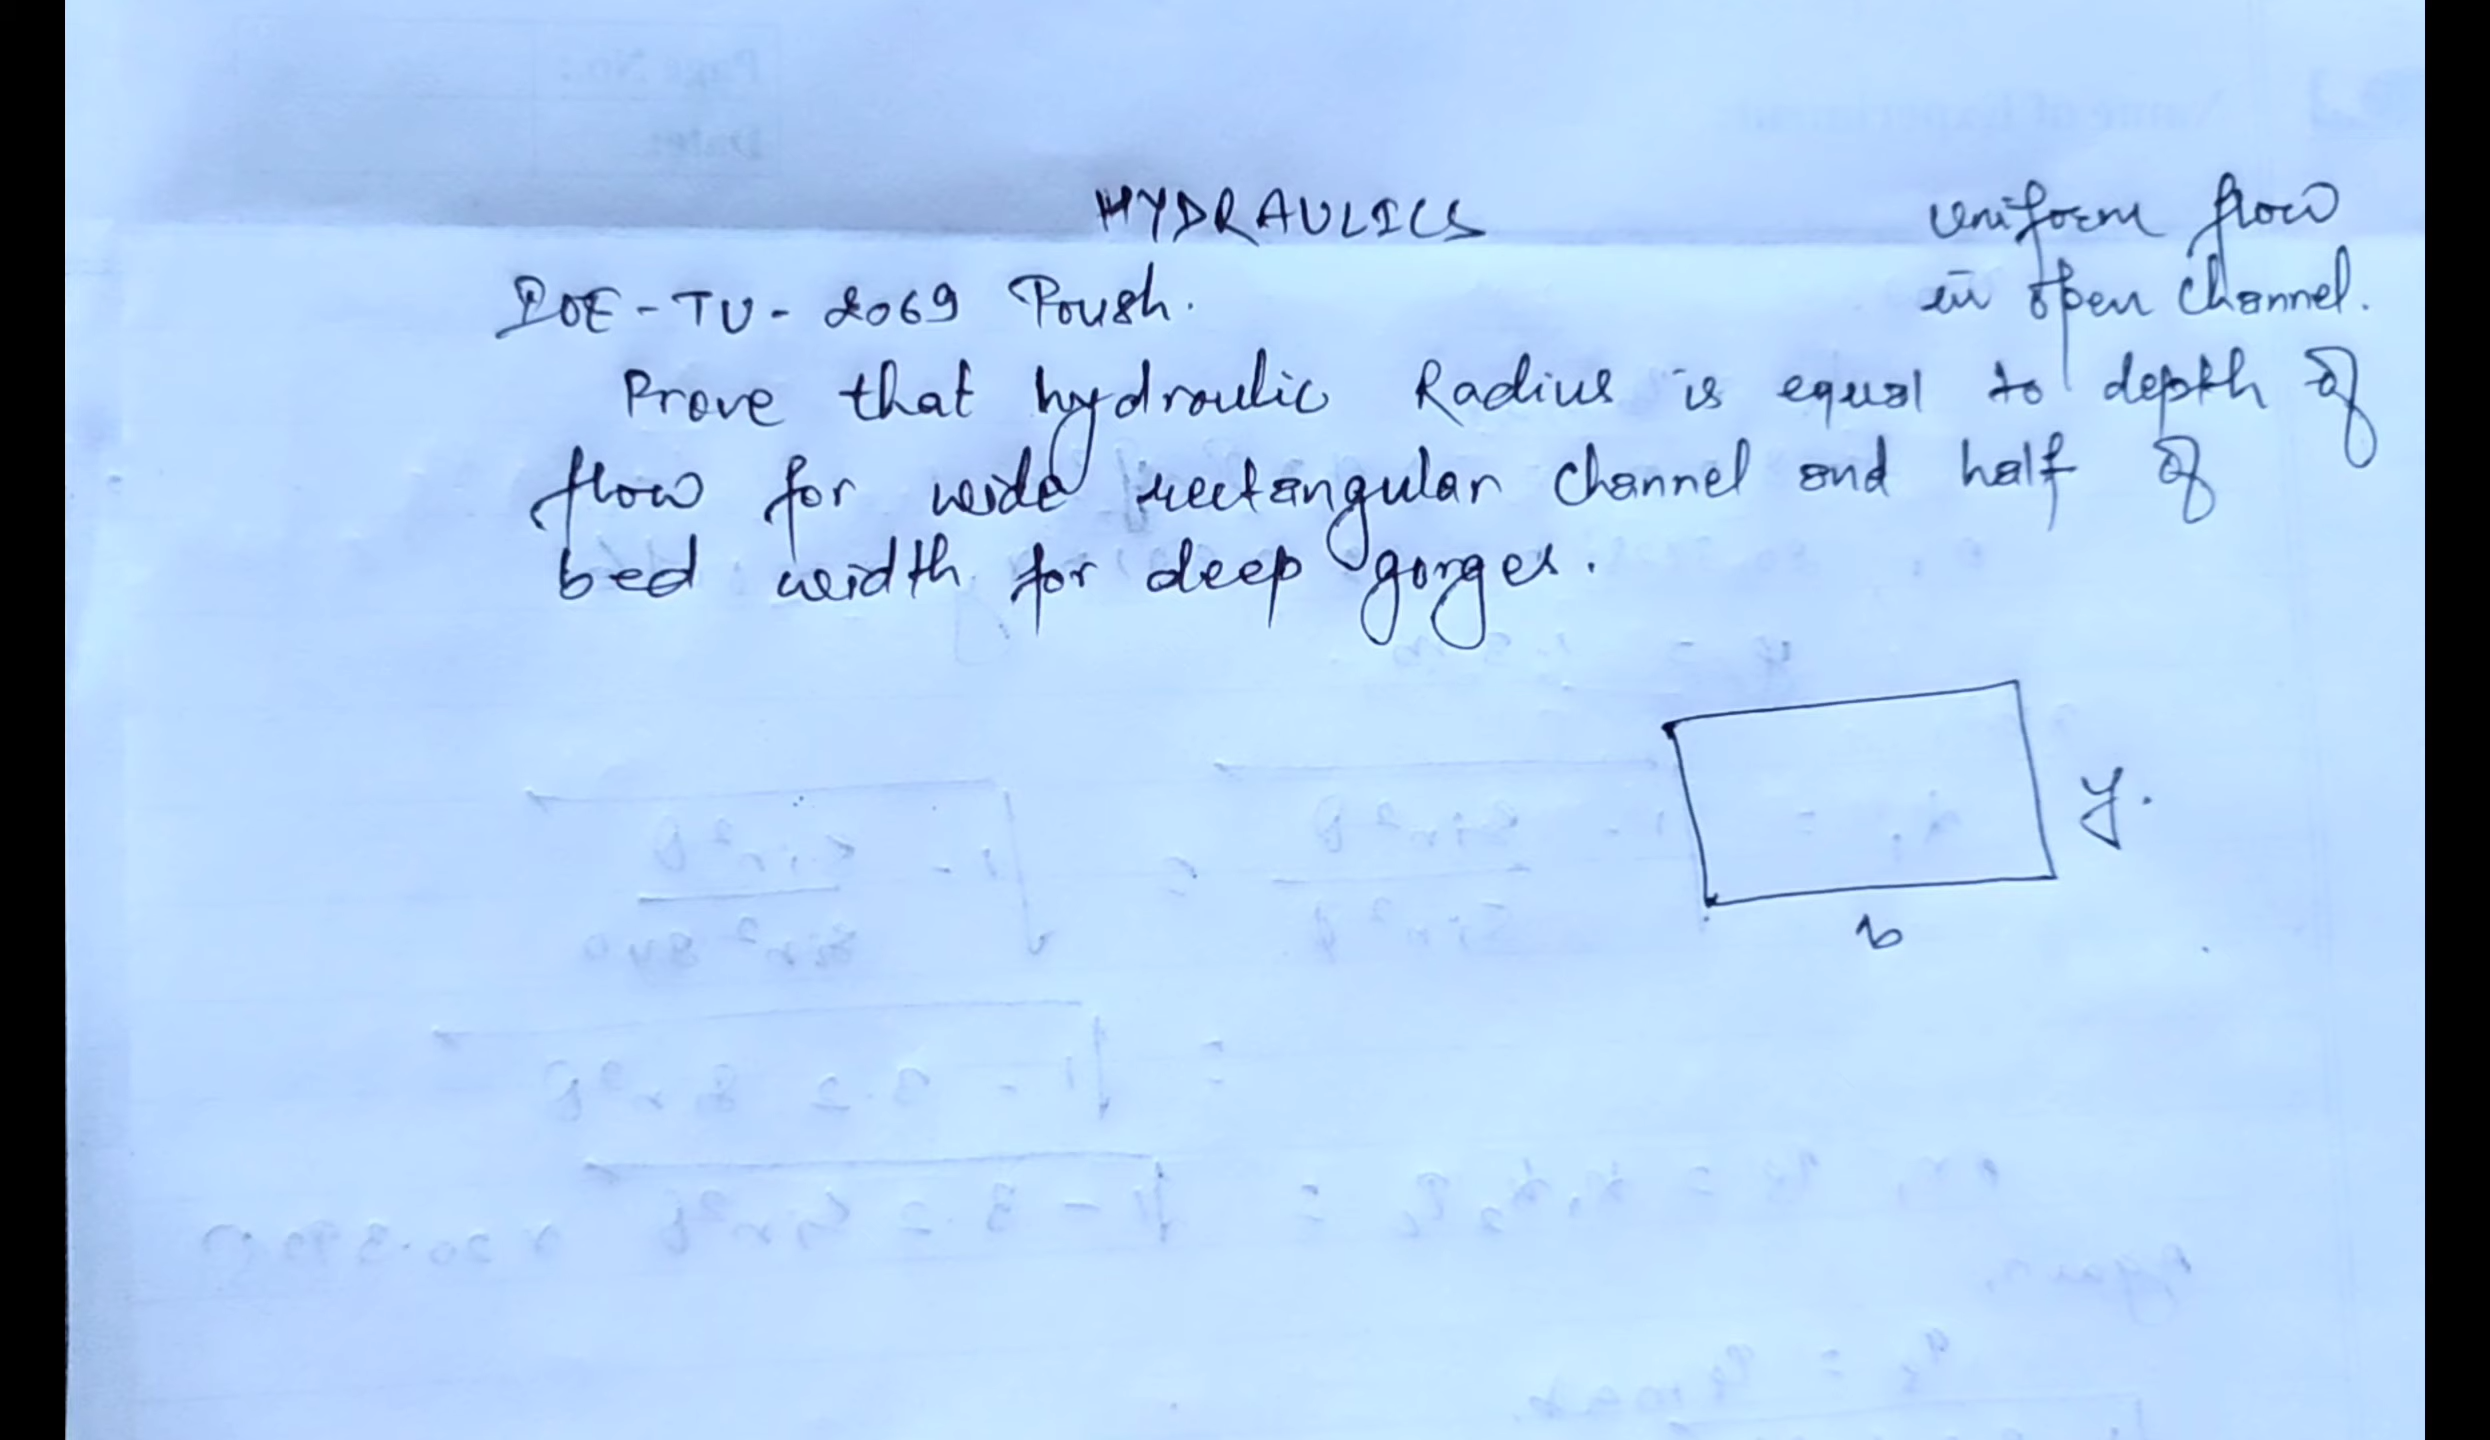 HYDRAULICS
uniform flow
in open channel.
IOE - TU - 2069 Poush.
Prove that hydraulic Radius is equal to depth of
flow for wide rectangular channel and half of
bed width for deep gorges.
y.
b